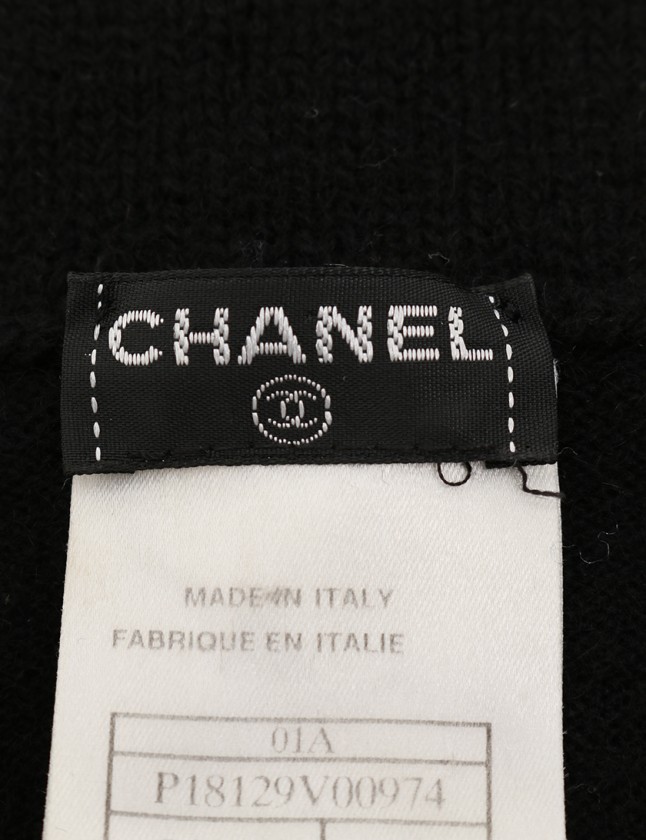 CHANEL
MADE IN ITALY
FABRIQUE EN ITALIE
01A
P18129V00974